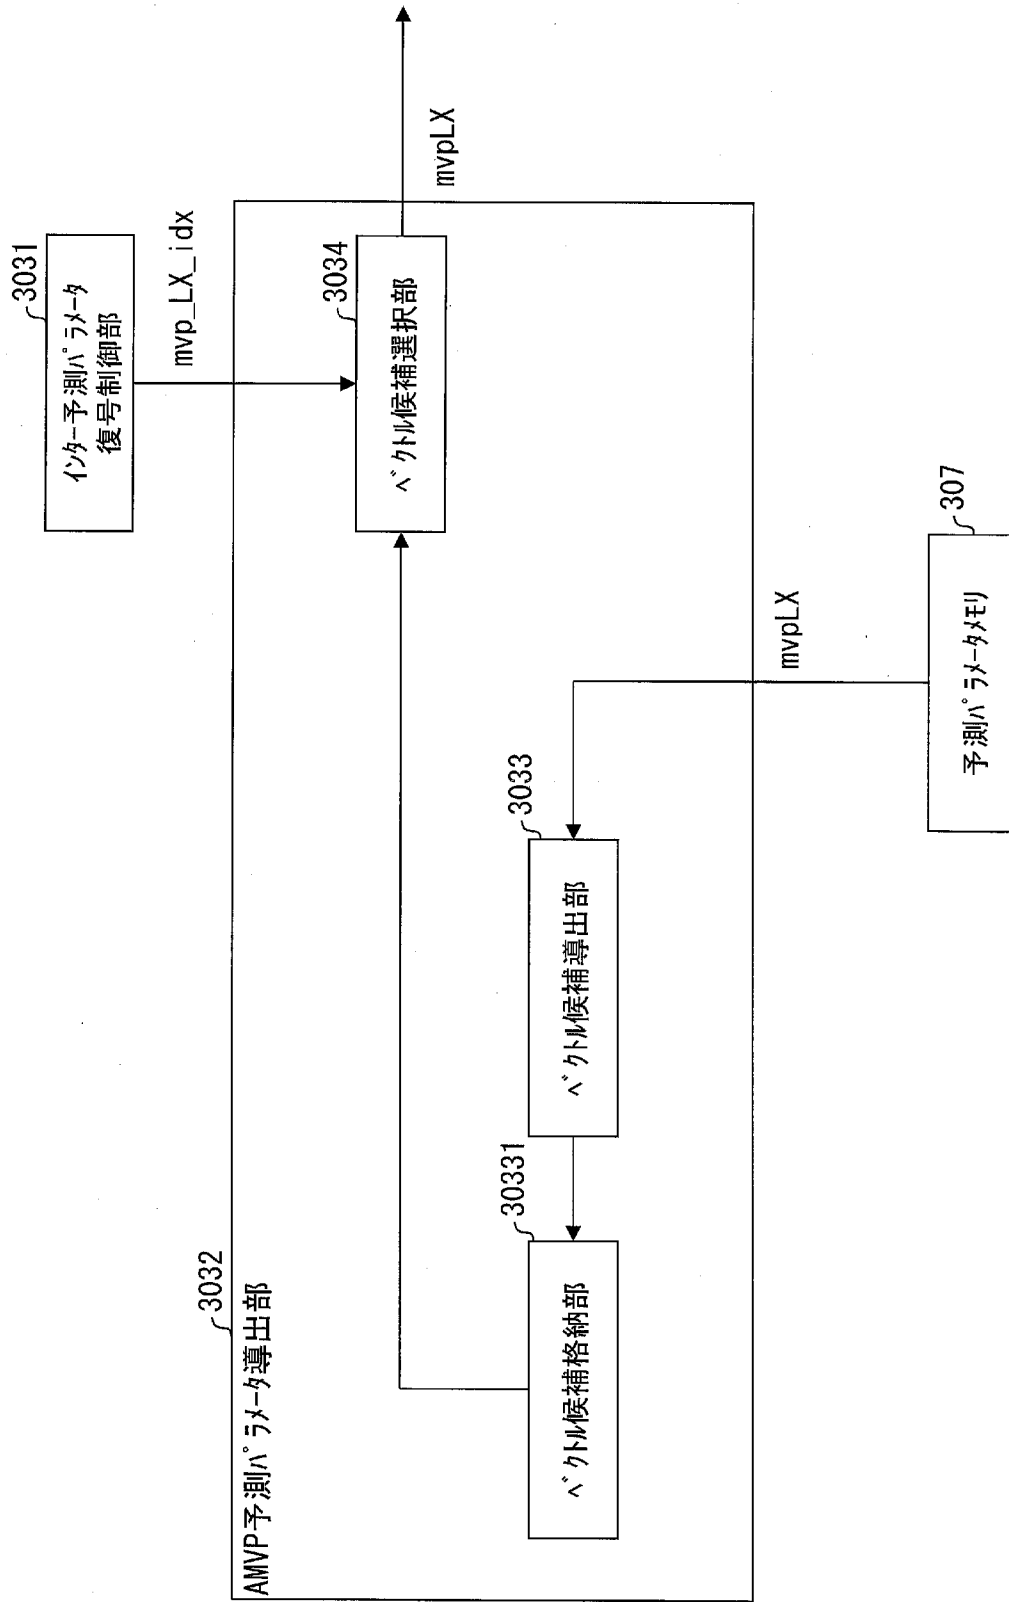 3031
インター予測パラメータ
復号制御部
mvp_LX_idx
3032
AMVP予測パラメータ導出部
3034
ベクトル候補選択部
mvpLX
30331
ベクトル候補格納部
3033
ベクトル候補導出部
mvpLX
307
予測パラメータメモリ